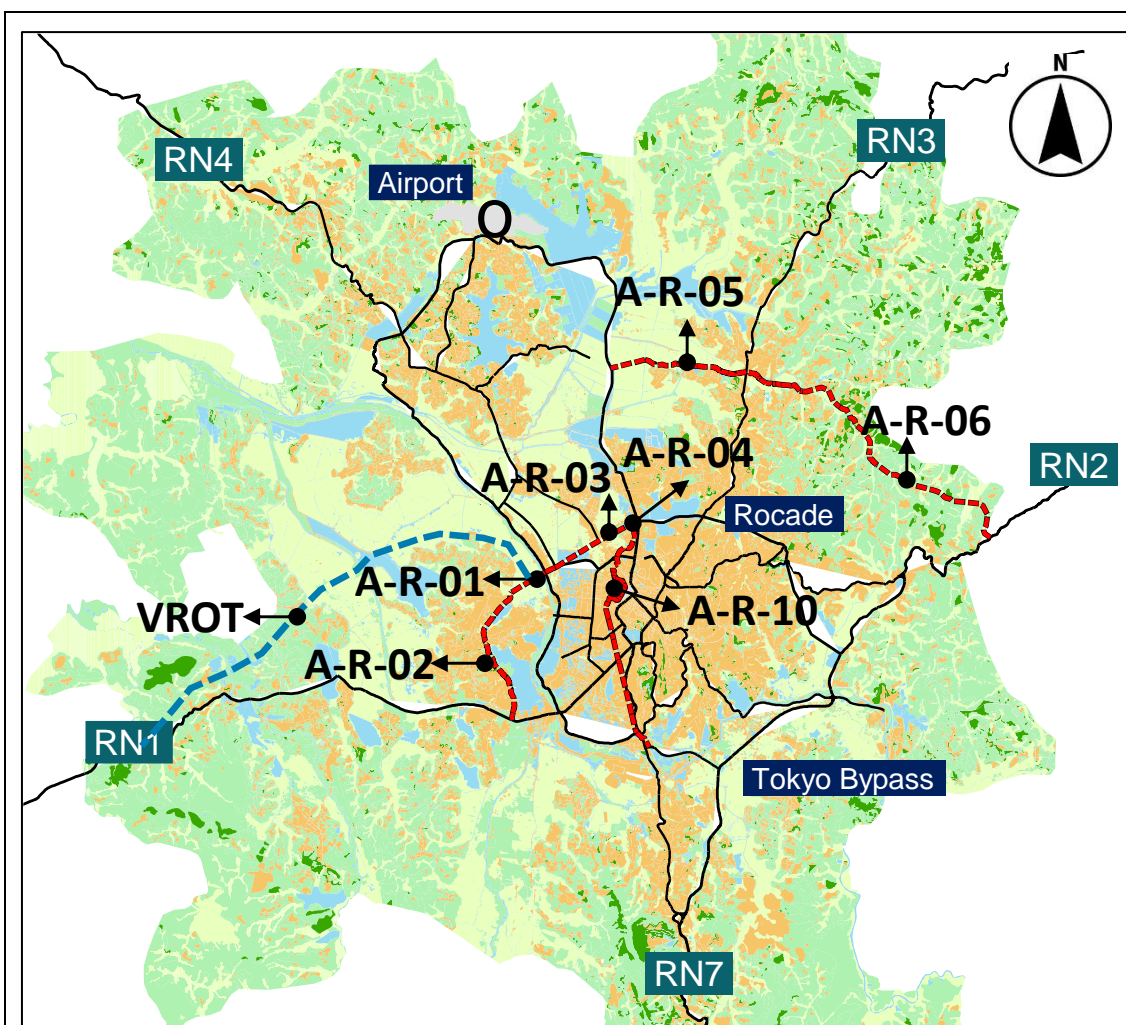 N
RN3
RN4
Airport
O
A-R-05
A-R-06
A-R-04
RN2
A-R-03
Rocade
A-R-01
A-R-10
VROT
A-R-02
RN1
Tokyo Bypass
RN7